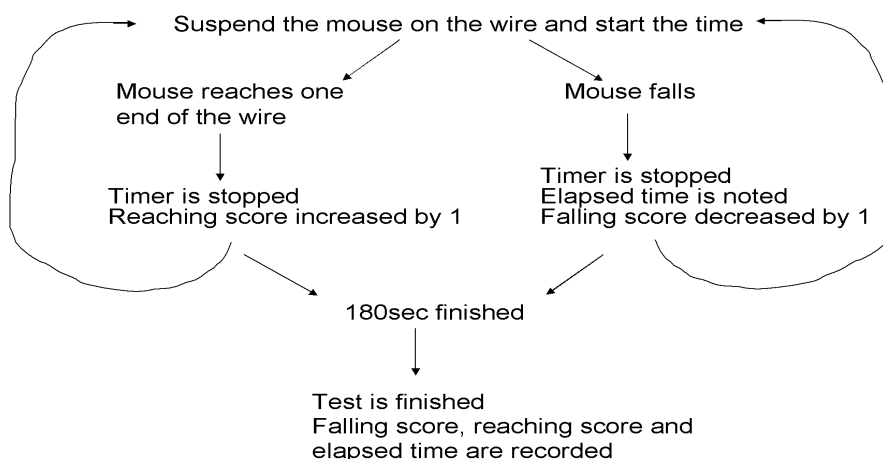 Suspend the mouse on the wire and start the time
Mouse reaches one
end of the wire
Mouse falls
Timer is stopped
Reaching score increased by 1
Timer is stopped
Elapsed time is noted
Falling score decreased by 1
180sec finished
Test is finished
Falling score, reaching score and
elapsed time are recorded